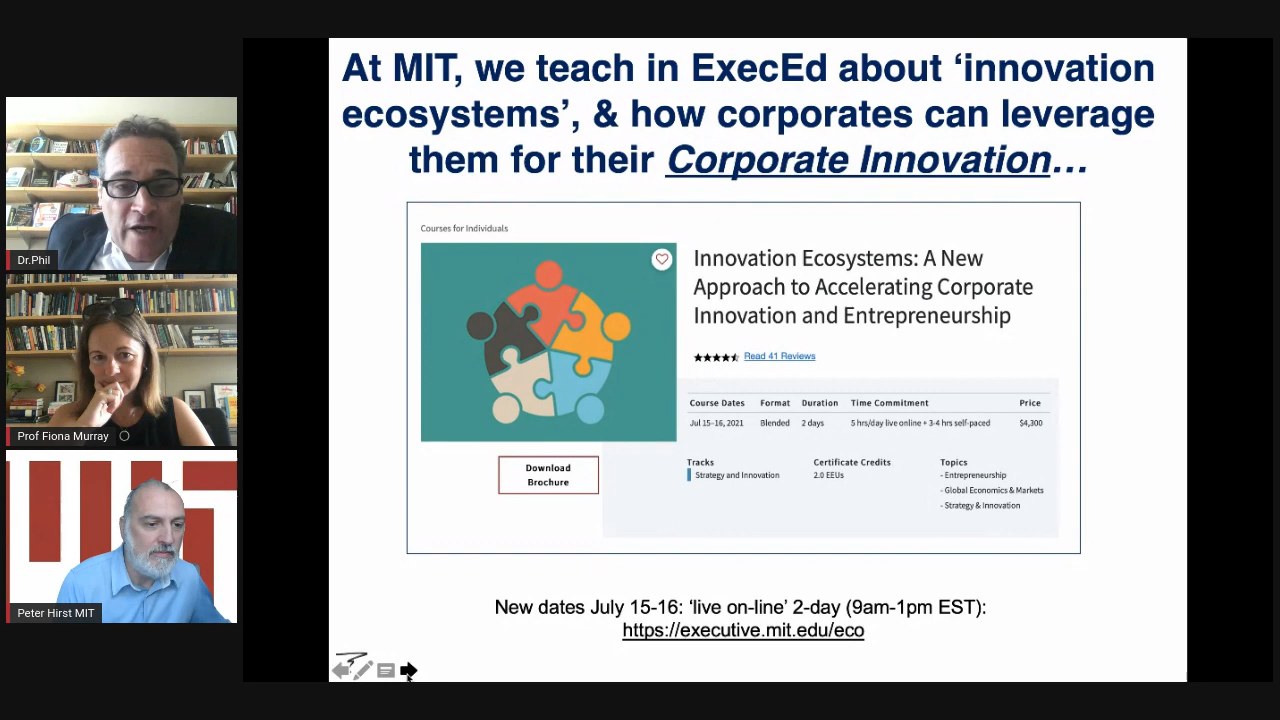 At MIT, we teach in ExecEd about ‘innovation
ecosystems’, & how corporates can leverage
them for their Corporate Innovation...
Dr.Phil
Prof Fiona Murray
Peter Hirst MIT
Courses for Individuals
Innovation Ecosystems: A New
Approach to Accelerating Corporate
Innovation and Entrepreneurship
Read 41 Reviews
Course Dates Format Duration Time Commitment Price
Jul 15-16, 2021 Blended 2 days 5 hrs/day live online + 3-4 hrs self-paced $4,300
Download
Brochure
Tracks
Strategy and Innovation
Certificate Credits
2.0 EEUs
Topics
- Entrepreneurship
- Global Economics & Markets
- Strategy & Innovation
New dates July 15-16: ‘live on-line’ 2-day (9am-1pm EST):
https://executive.mit.edu/eco